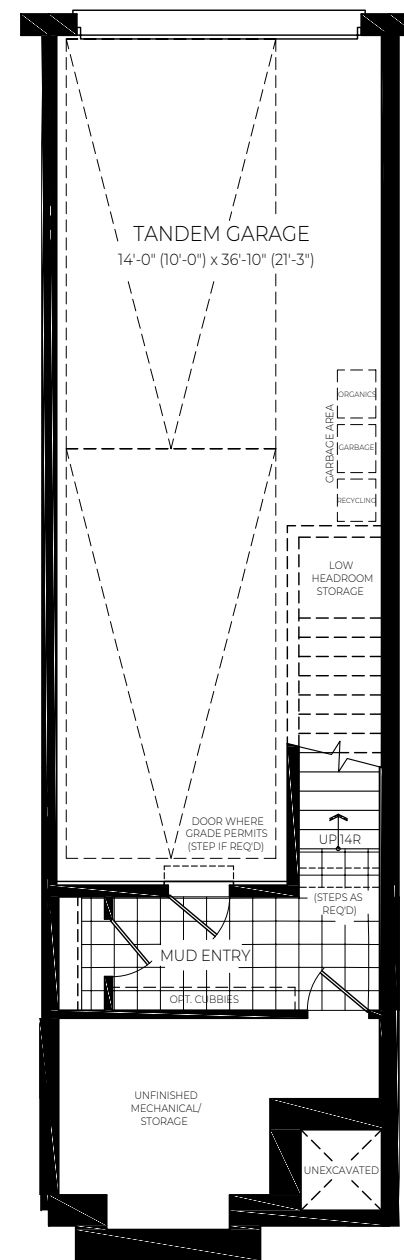 TANDEM GARAGE
14'-0" (10'-0") x 36'-10" (21'-3")
ORGANICS
GARBAGE AREA
GARBAGE
RECYCLING
LOW
HEADROOM
STORAGE
DOOR WHERE
GRADE PERMITS
(STEP IF REQ'D)
UP 14R
(STEPS AS
REQ'D)
MUD ENTRY
OPT. CUBBIES
UNFINISHED
MECHANICAL/
STORAGE
UNEXCAVATED